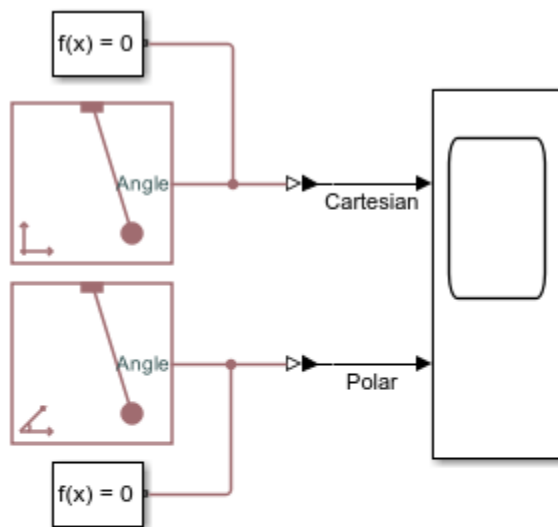 f(x) = 0
Angle
Cartesian
Angle
Polar
f(x) = 0